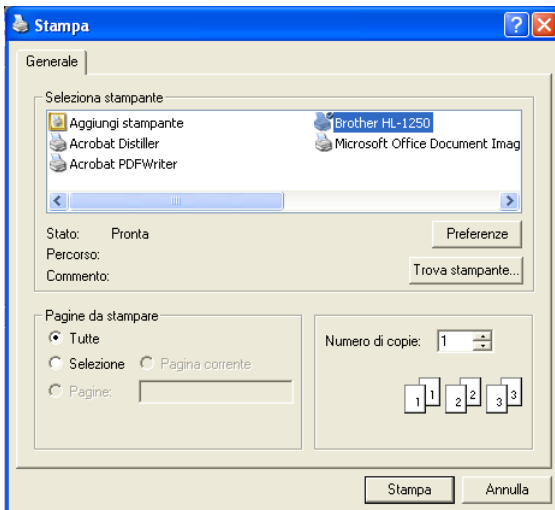 Stampa
Generale
Seleziona stampante
Aggiungi stampante
Brother HL-1250
Acrobat Distiller
Microsoft Office Document Imag
Acrobat PDFWriter
Stato: Pronta
Preferenze
Percorso:
Commento:
Trova stampante...
Pagine da stampare
Tutte
Numero di copie: 1
Selezione Pagina corrente
Pagine:
1 1 2 2 3 3
Stampa Annulla